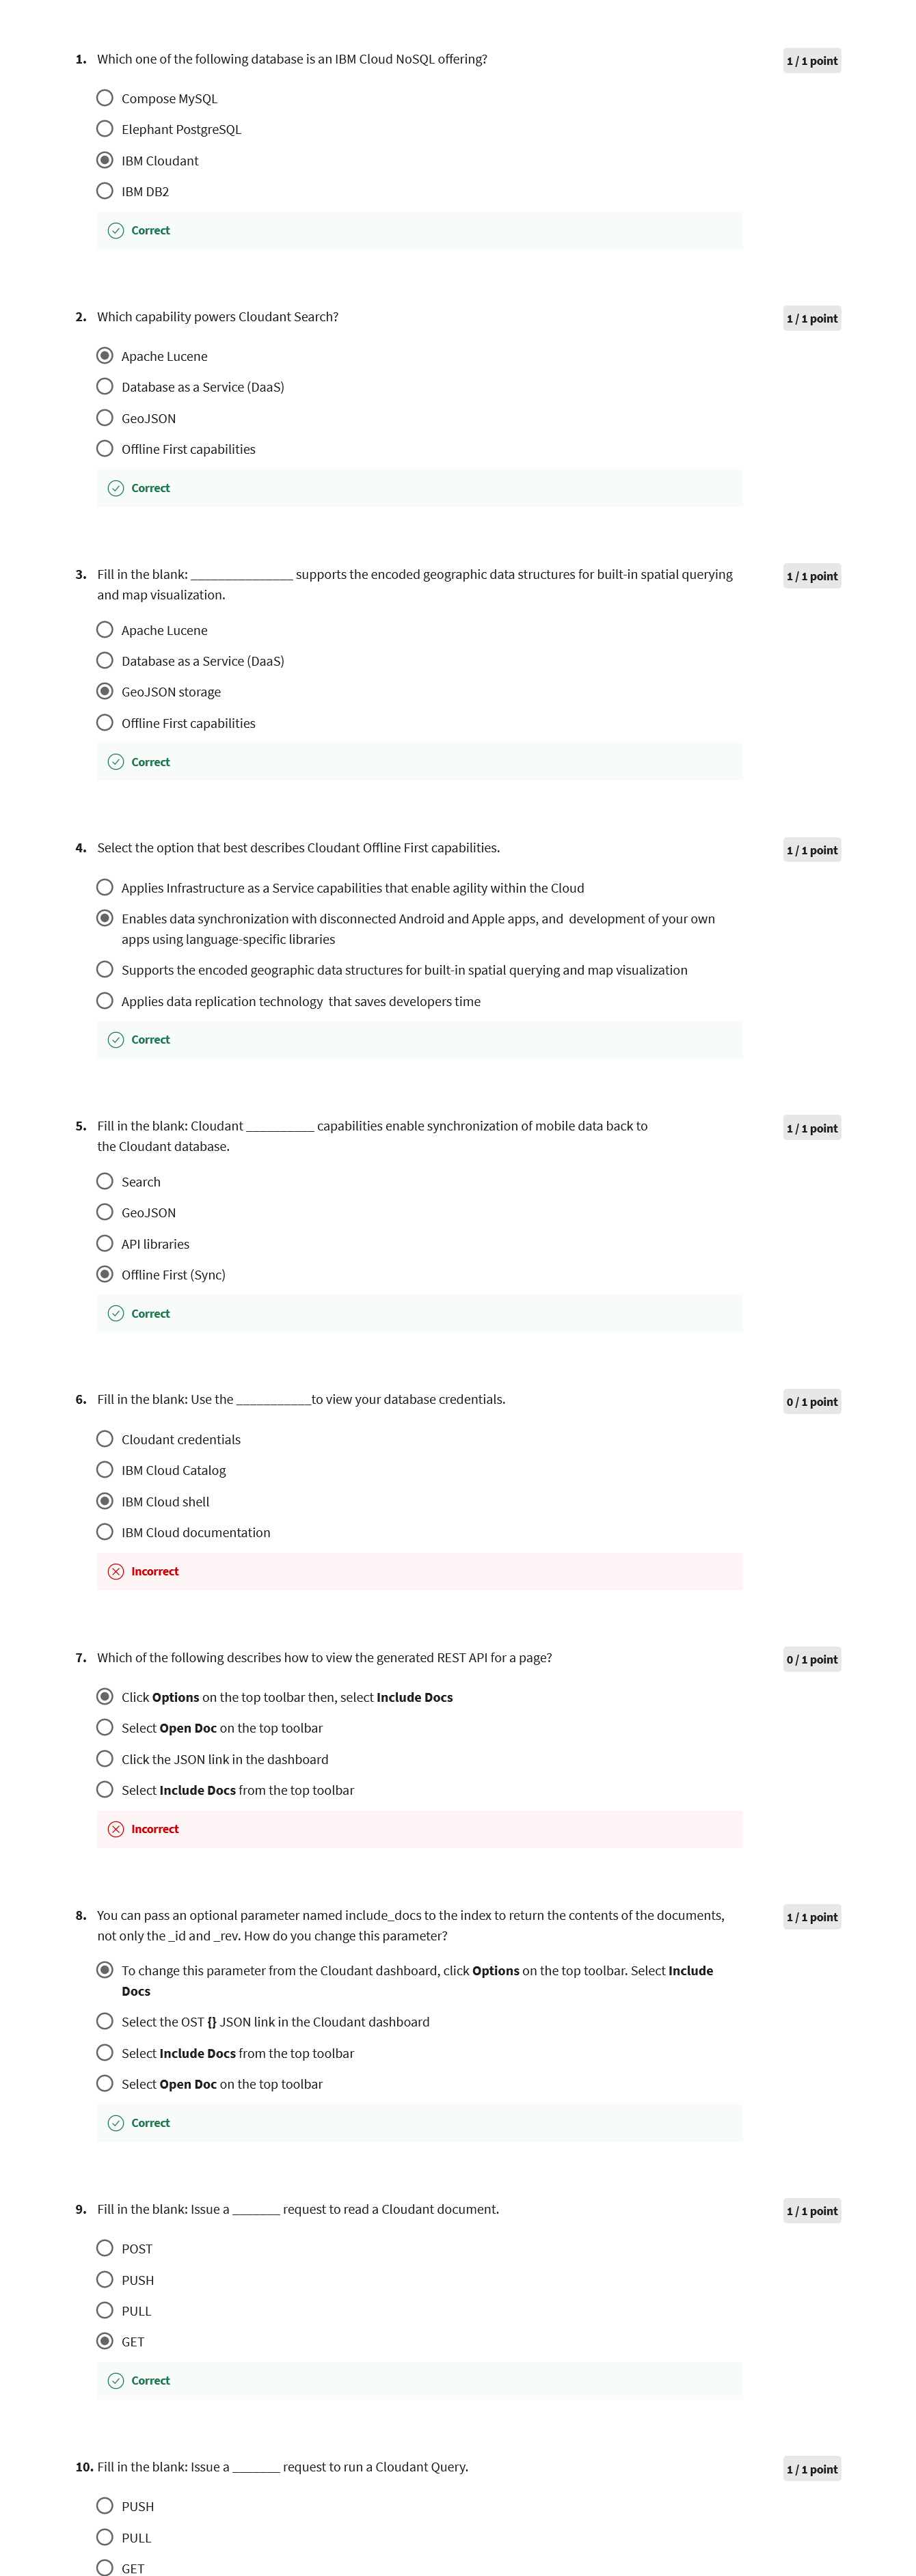 1. Which one of the following database is an IBM Cloud NoSQL offering?
1 / 1 point
Compose MySQL
Elephant PostgreSQL
IBM Cloudant
IBM DB2
Correct
2. Which capability powers Cloudant Search?
1 / 1 point
Apache Lucene
Database as a Service (DaaS)
GeoJSON
Offline First capabilities
Correct
3. Fill in the blank: _______________ supports the encoded geographic data structures for built-in spatial querying
and map visualization.
1 / 1 point
Apache Lucene
Database as a Service (DaaS)
GeoJSON storage
Offline First capabilities
Correct
4. Select the option that best describes Cloudant Offline First capabilities.
1 / 1 point
Applies Infrastructure as a Service capabilities that enable agility within the Cloud
Enables data synchronization with disconnected Android and Apple apps, and  development of your own
apps using language-specific libraries
Supports the encoded geographic data structures for built-in spatial querying and map visualization
Applies data replication technology  that saves developers time
Correct
5. Fill in the blank: Cloudant __________ capabilities enable synchronization of mobile data back to
the Cloudant database.
1 / 1 point
Search
GeoJSON
API libraries
Offline First (Sync)
Correct
6. Fill in the blank: Use the ___________to view your database credentials.
0 / 1 point
Cloudant credentials
IBM Cloud Catalog
IBM Cloud shell
IBM Cloud documentation
Incorrect
7. Which of the following describes how to view the generated REST API for a page?
0 / 1 point
Click Options on the top toolbar then, select Include Docs
Select Open Doc on the top toolbar
Click the JSON link in the dashboard
Select Include Docs from the top toolbar
Incorrect
8. You can pass an optional parameter named include_docs to the index to return the contents of the documents,
not only the _id and _rev. How do you change this parameter?
1 / 1 point
To change this parameter from the Cloudant dashboard, click Options on the top toolbar. Select Include
Docs
Select the OST {} JSON link in the Cloudant dashboard
Select Include Docs from the top toolbar
Select Open Doc on the top toolbar
Correct
9. Fill in the blank: Issue a _______ request to read a Cloudant document.
1 / 1 point
POST
PUSH
PULL
GET
Correct
10. Fill in the blank: Issue a _______ request to run a Cloudant Query.
1 / 1 point
PUSH
PULL
GET